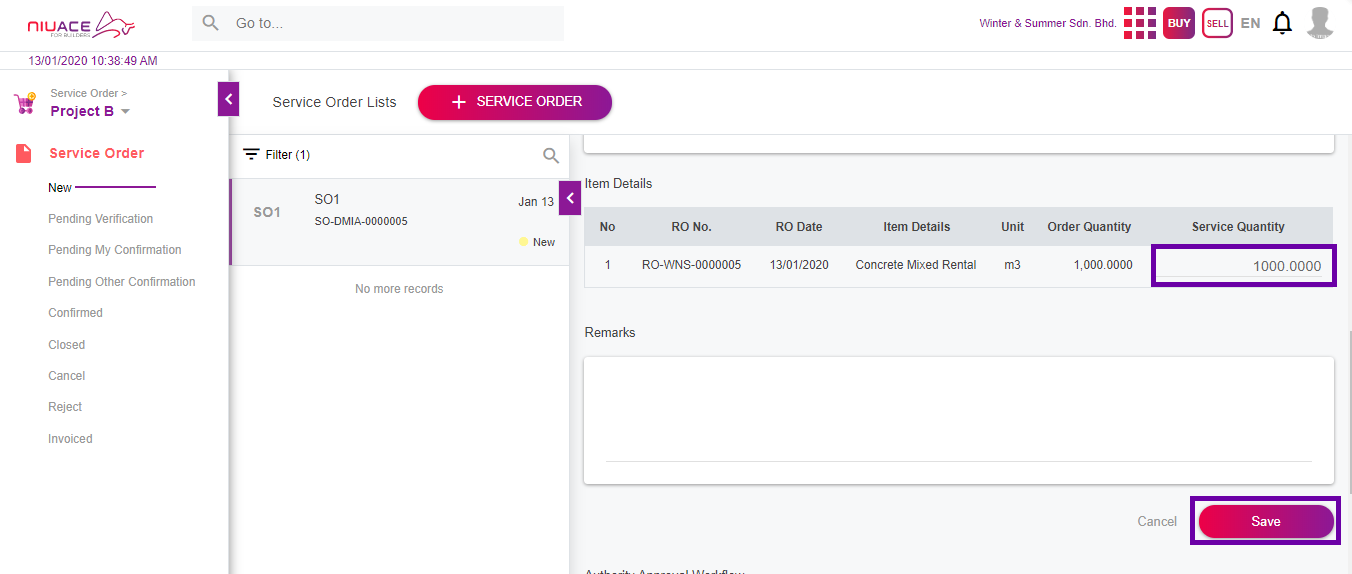 NIUACE
FOR BUILDERS
Go to...
Winter & Summer Sdn. Bhd.
BUY
SELL
EN
13/01/2020 10:38:49 AM
Service Order >
Project B
Service Order
New
Pending Verification
Pending My Confirmation
Pending Other Confirmation
Confirmed
Closed
Cancel
Reject
Invoiced
Service Order Lists
+ SERVICE ORDER
Filter (1)
SO1
SO1
Jan 13
SO-DMIA-0000005
New
No more records
Item Details
No RO No. RO Date Item Details Unit Order Quantity Service Quantity
1 RO-WNS-0000005 13/01/2020 Concrete Mixed Rental m3 1,000.0000 1000.0000
Remarks
Cancel
Save
Authority Approval Workflow